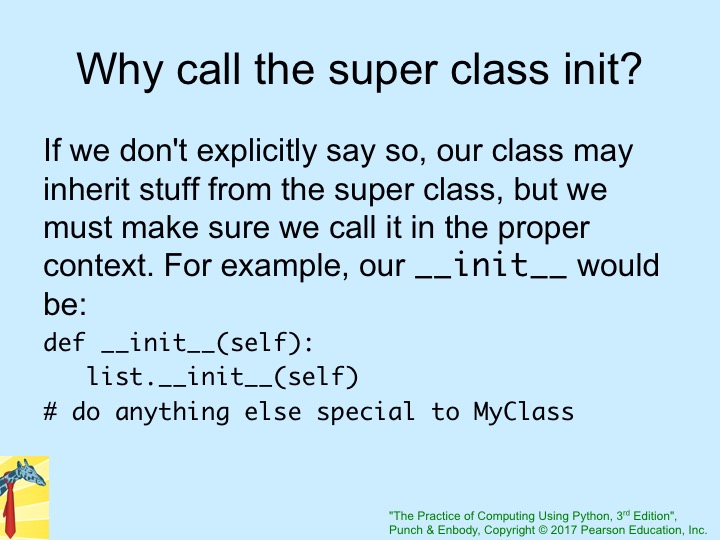 Why call the super class init?
If we don't explicitly say so, our class may
inherit stuff from the super class, but we
must make sure we call it in the proper
context. For example, our __init__ would
be:
def __init__(self):
   list.__init__(self)
# do anything else special to MyClass
"The Practice of Computing Using Python, 3rd Edition",
Punch & Enbody, Copyright © 2017 Pearson Education, Inc.